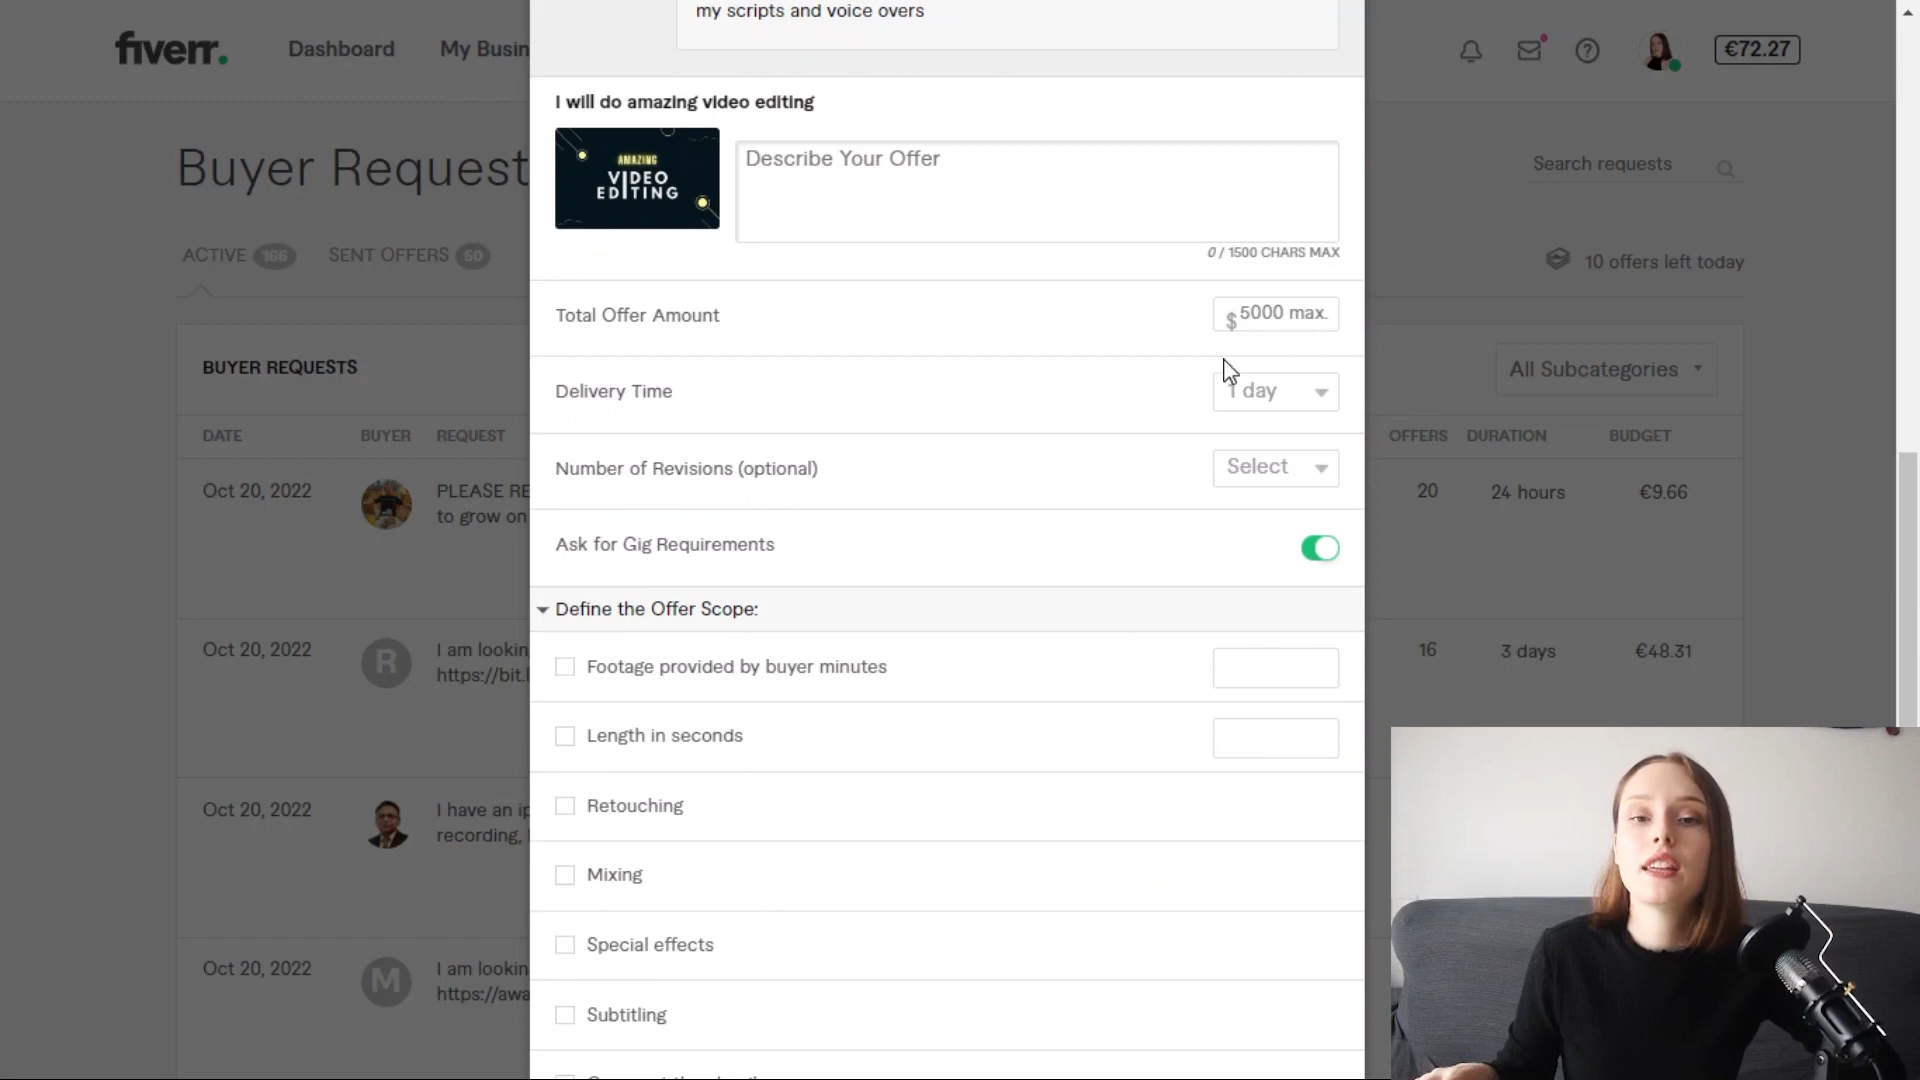 my scripts and voice overs
fiverr.
Dashboard
My Busin
€72.27
I will do amazing video editing
AMAZING
VIDEO
EDITING
Describe Your Offer
0 / 1500 CHARS MAX
Buyer Request
Search requests
ACTIVE 166
SENT OFFERS 60
10 offers left today
Total Offer Amount
$ 5000 max.
Delivery Time
1 day
Number of Revisions (optional)
Select
Ask for Gig Requirements
Define the Offer Scope:
Footage provided by buyer minutes
Length in seconds
Retouching
Mixing
Special effects
Subtitling
BUYER REQUESTS
All Subcategories
DATE
BUYER
REQUEST
OFFERS
DURATION
BUDGET
Oct 20, 2022
PLEASE RE
to grow on
20
24 hours
€9.66
Oct 20, 2022
R
I am lookin
https://bit.l
16
3 days
€48.31
Oct 20, 2022
I have an ip
recording,
Oct 20, 2022
M
I am lookin
https://awa